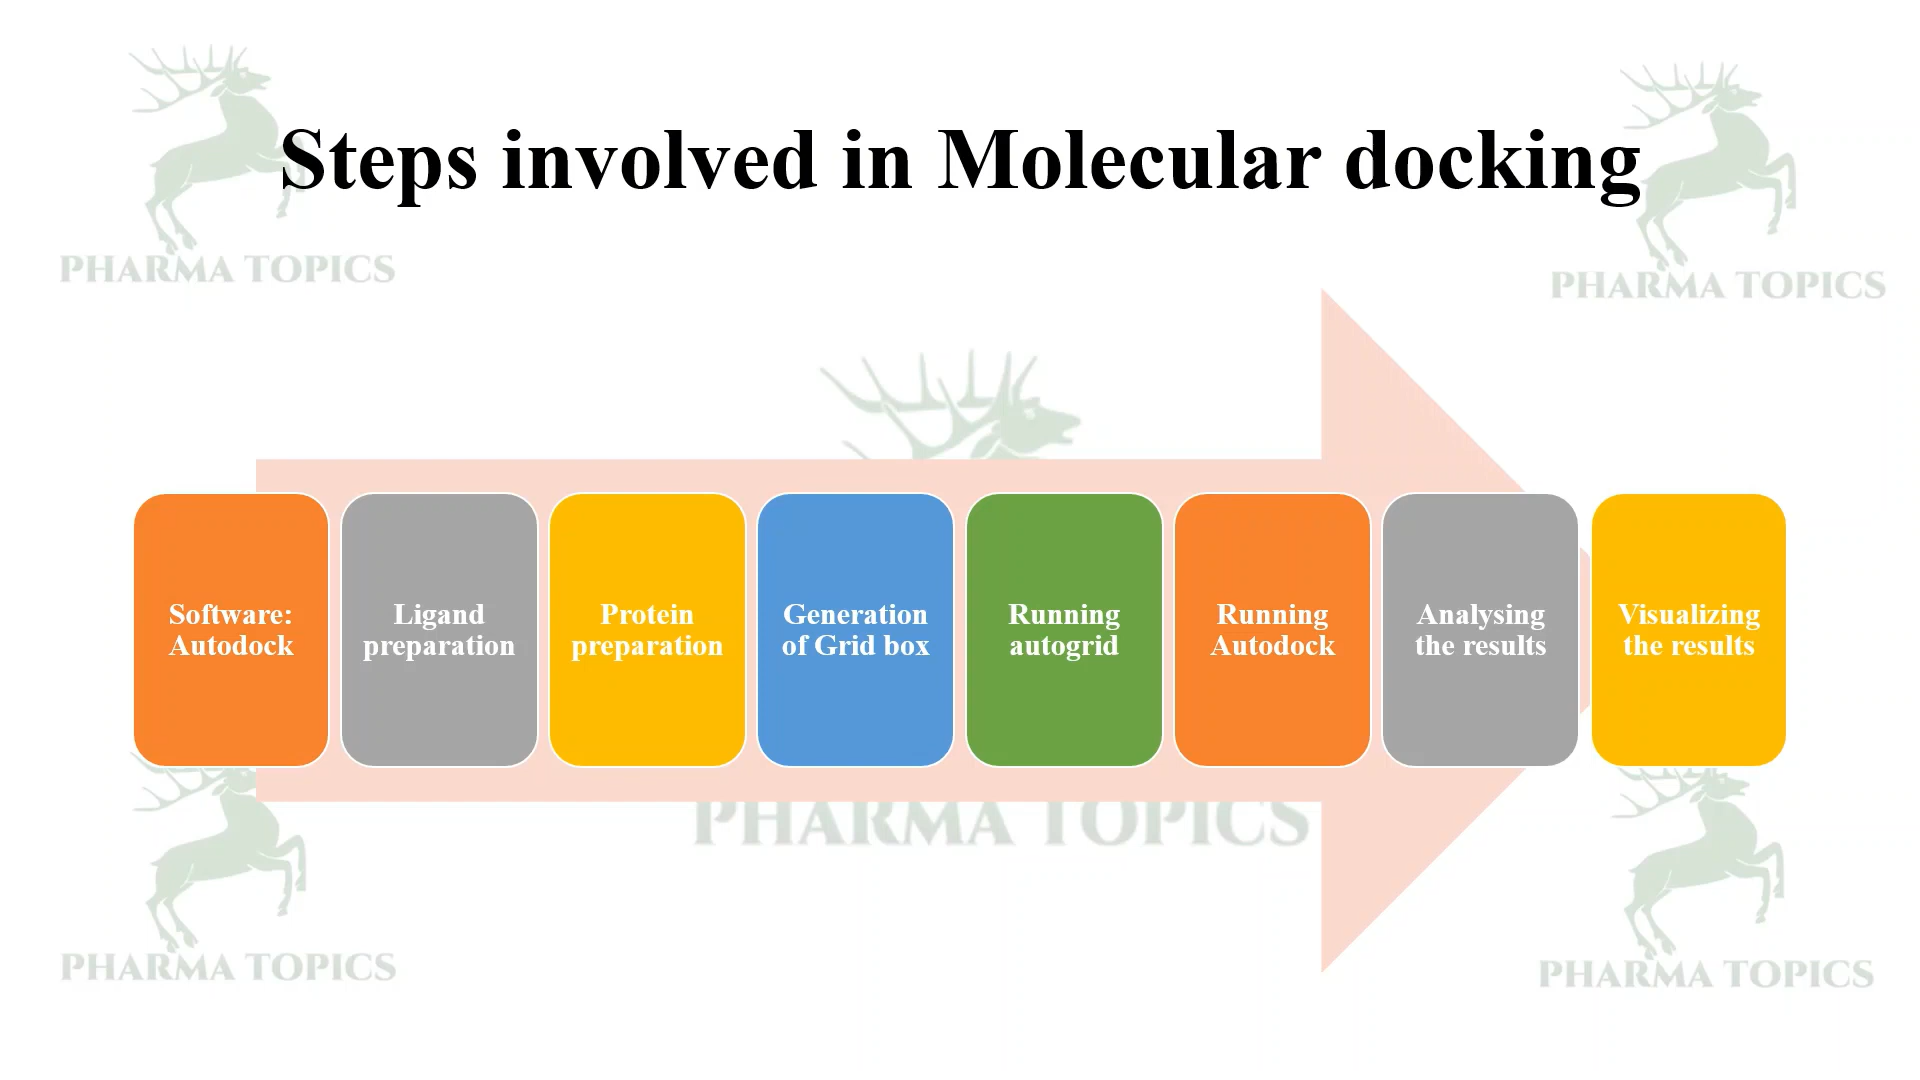 Steps involved in Molecular docking
PHARMA TOPICS
PHARMA TOPICS
Software:
Autodock
Ligand
preparation
Protein
preparation
Generation
of Grid box
Running
autogrid
Running
Autodock
Analysing
the results
Visualizing
the results
PHARMA TOPICS
PHARMA TOPICS
PHARMA TOPICS